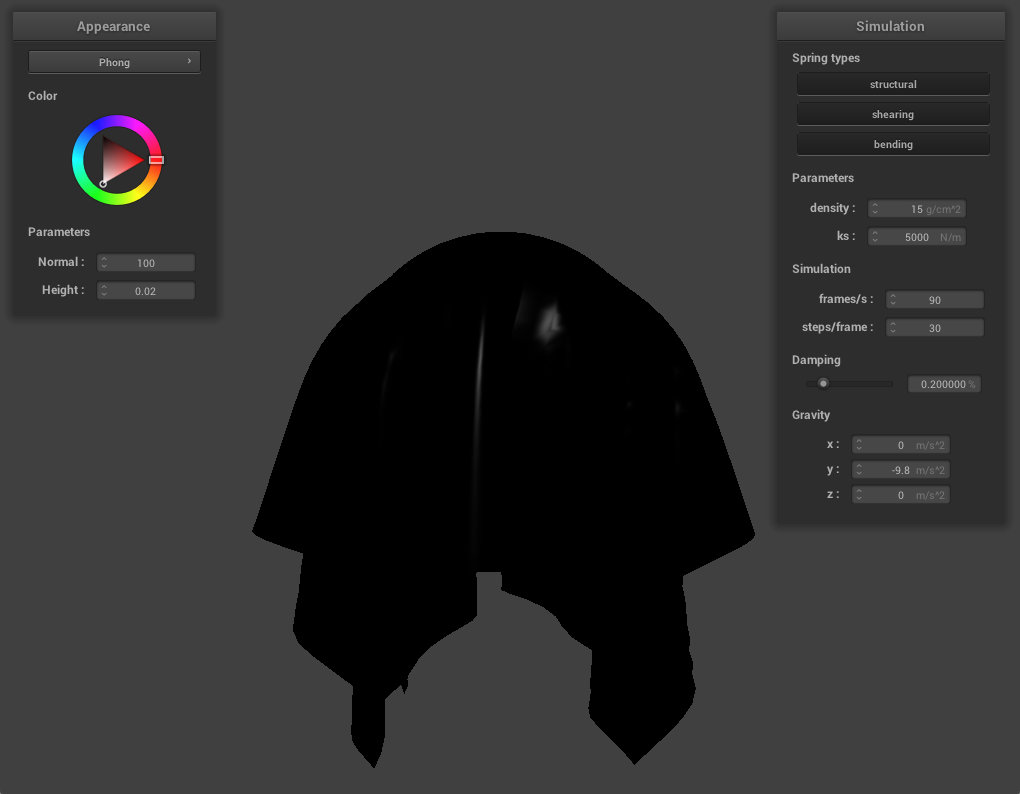 Appearance
Phong ›
Color
Parameters
Normal : 100
Height : 0.02
Simulation
Spring types
structural
shearing
bending
Parameters
density : 15 g/cm^2
ks : 5000 N/m
Simulation
frames/s : 90
steps/frame : 30
Damping
0.200000 %
Gravity
x : 0 m/s^2
y : -9.8 m/s^2
z : 0 m/s^2